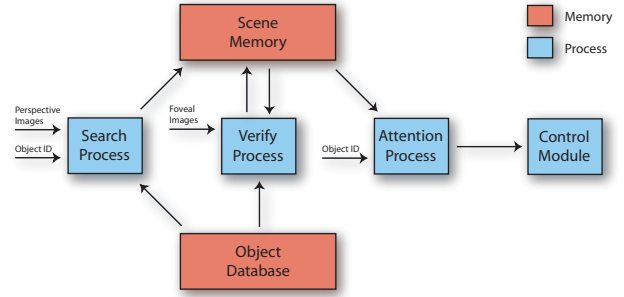 Scene
Memory
Memory
Process
Perspective
Images
Object ID
Search
Process
Foveal
Images
Verify
Process
Object ID
Attention
Process
Control
Module
Object
Database